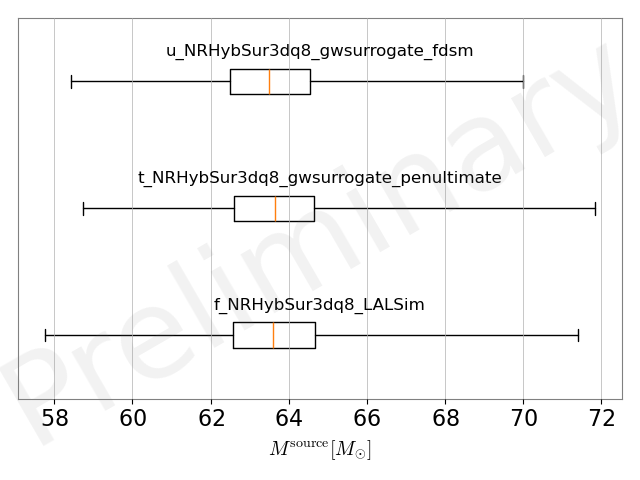 u_NRHybSur3dq8_gwsurrogate_fdsm
t_NRHybSur3dq8_gwsurrogate_penultimate
f_NRHybSur3dq8_LALSim
Preliminary
58 60 62 64 66 68 70 72
M^source[M_⊙]